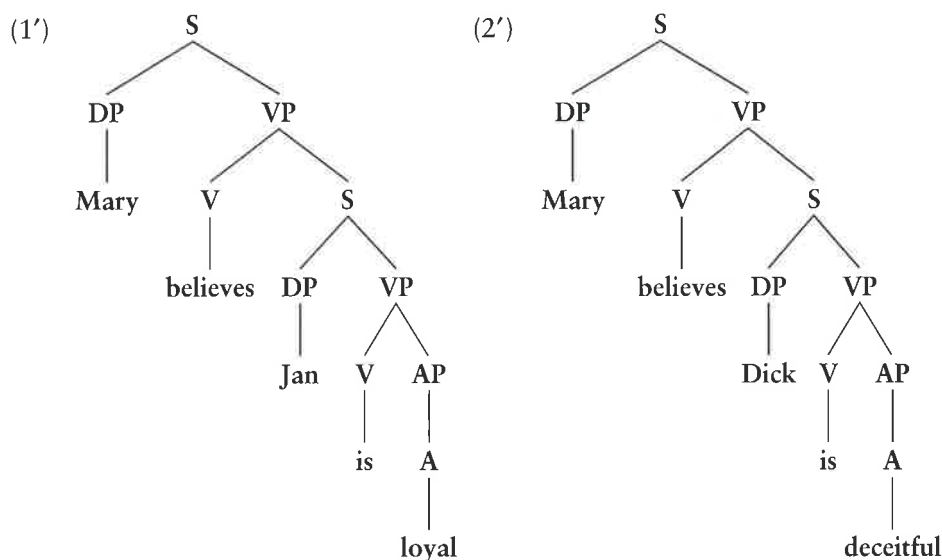 (1′) S (2′) S
DP VP DP VP
Mary V S Mary V S
believes DP VP believes DP VP
Jan V AP Dick V AP
is A is A
loyal deceitful